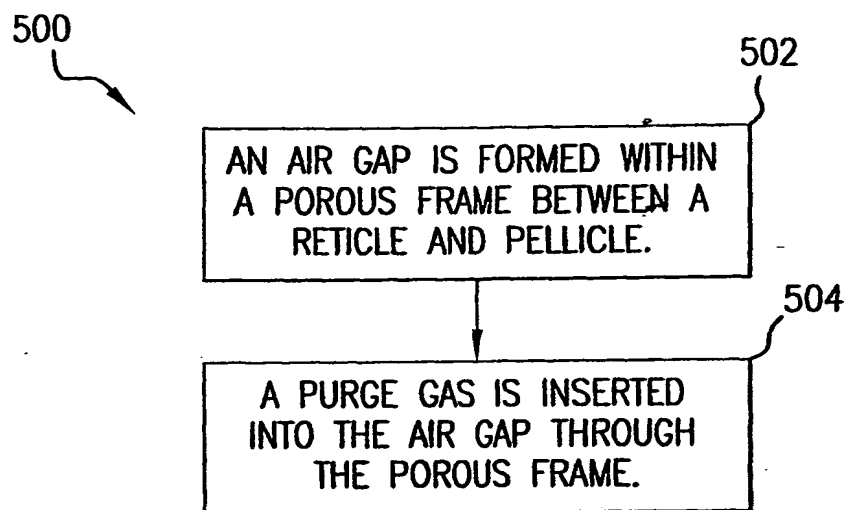 500
502
AN AIR GAP IS FORMED WITHIN
A POROUS FRAME BETWEEN A
RETICLE AND PELLICLE.
504
A PURGE GAS IS INSERTED
INTO THE AIR GAP THROUGH
THE POROUS FRAME.